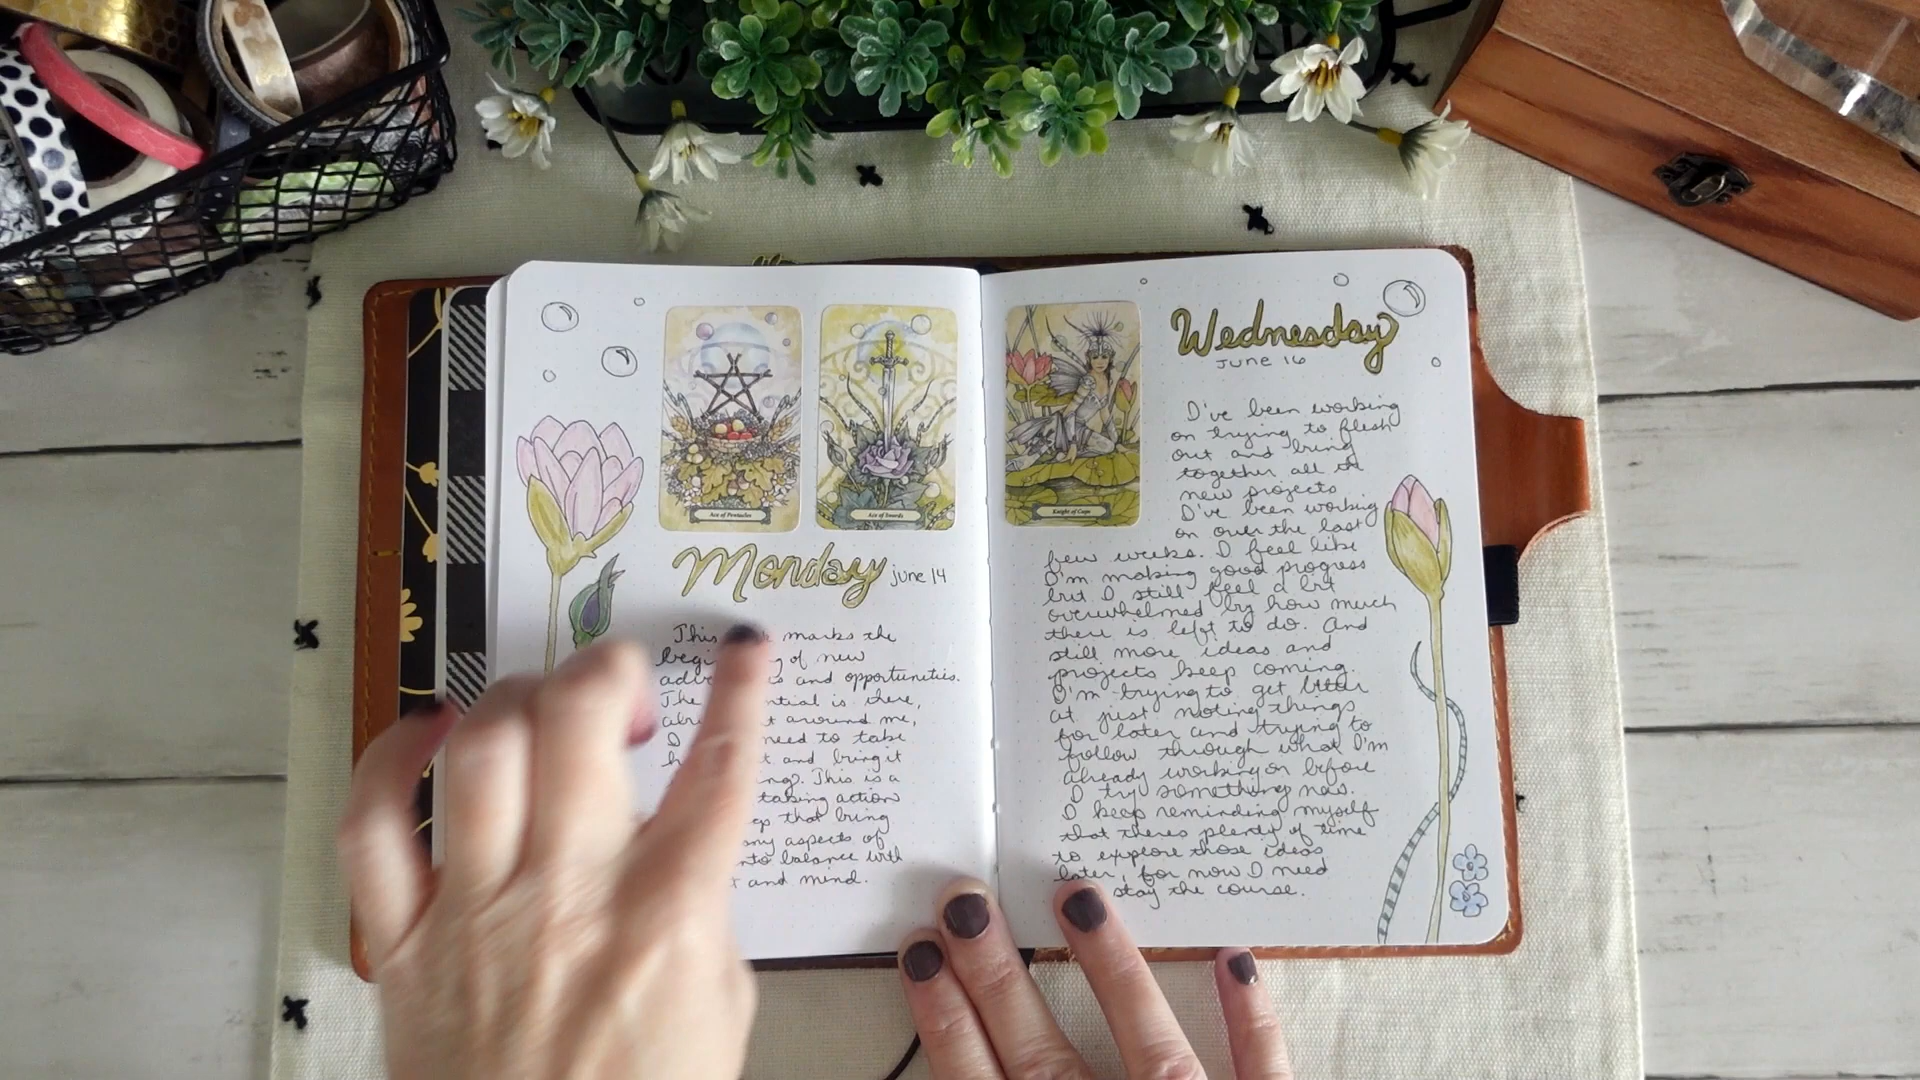 Ace of Pentacles
Ace of Swords
Monday june 14
This marks the
of new
and opportunities.
The is there,
around me,
I need to take
and bring it
This is a
taking action
that bring
aspects of
balance with
and mind.
Knight of Cups
Wednesday
June 16
I've been working
on trying to flesh
out and bring
together all the
new projects
I've been working
on over the last
few weeks. I feel like
I'm making good progress
but I still feel a bit
overwhelmed by how much
there is left to do. And
still more ideas and
projects keep coming.
I'm trying to get better
at just noting things
for later and trying to
follow through what I'm
already working on before
I try something new.
I keep reminding myself
that theres plenty of time
to explore those ideas
later, for now I need
stay the course.